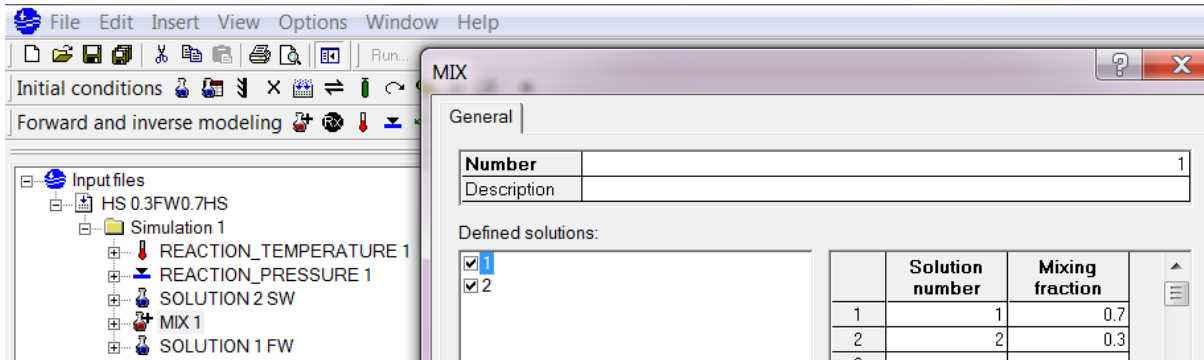 File Edit Insert View Options Window Help
Run...
Initial conditions
Forward and inverse modeling
Input files
HS 0.3FW0.7HS
Simulation 1
REACTION_TEMPERATURE 1
REACTION_PRESSURE 1
SOLUTION 2 SW
MIX 1
SOLUTION 1 FW
MIX
General
Number 1
Description
Defined solutions:
1
2
Solution number Mixing fraction
1 1 0.7
2 2 0.3